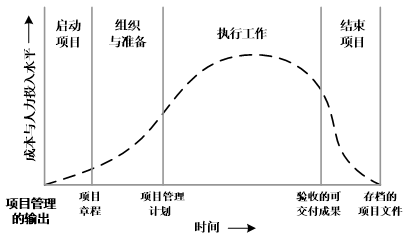 启动
项目
组织
与准备
执行工作
结束
项目
成本与人力投入水平
项目管理
的输出
项目
章程
项目管理
计划
验收的可
交付成果
存档的
项目文件
时间